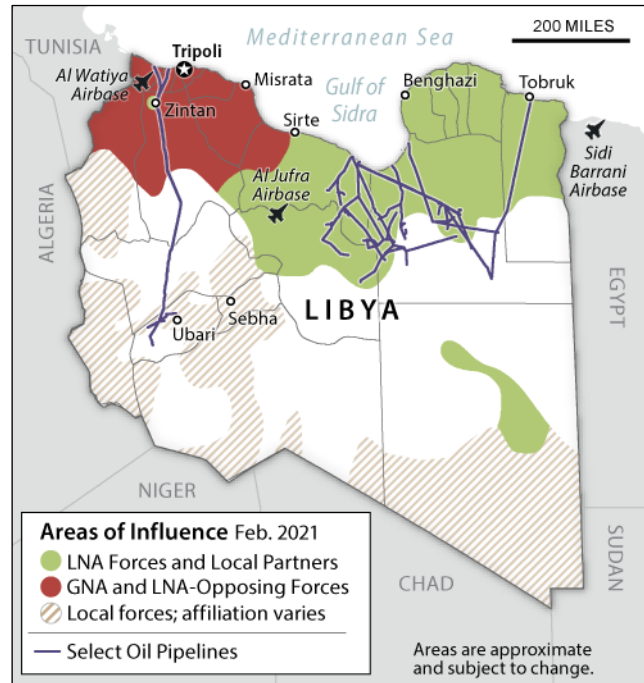 TUNISIA
Mediterranean Sea
200 MILES
Tripoli
Al Watiya
Airbase
Misrata
Gulf of
Sidra
Benghazi
Tobruk
Zintan
Sirte
Sidi
Barrani
Airbase
Al Jufra
Airbase
ALGERIA
LIBYA
EGYPT
Sebha
Ubari
NIGER
CHAD
SUDAN
Areas of Influence Feb. 2021
LNA Forces and Local Partners
GNA and LNA-Opposing Forces
Local forces; affiliation varies
Select Oil Pipelines
Areas are approximate
and subject to change.